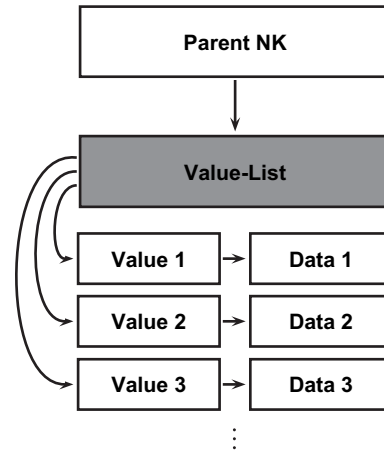 Parent NK
Value-List
Value 1 Data 1
Value 2 Data 2
Value 3 Data 3
⋮